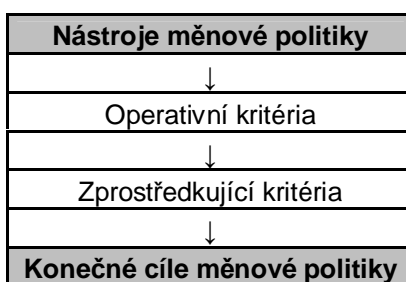 Nástroje měnové politiky
↓
Operativní kritéria
↓
Zprostředkující kritéria
↓
Konečné cíle měnové politiky